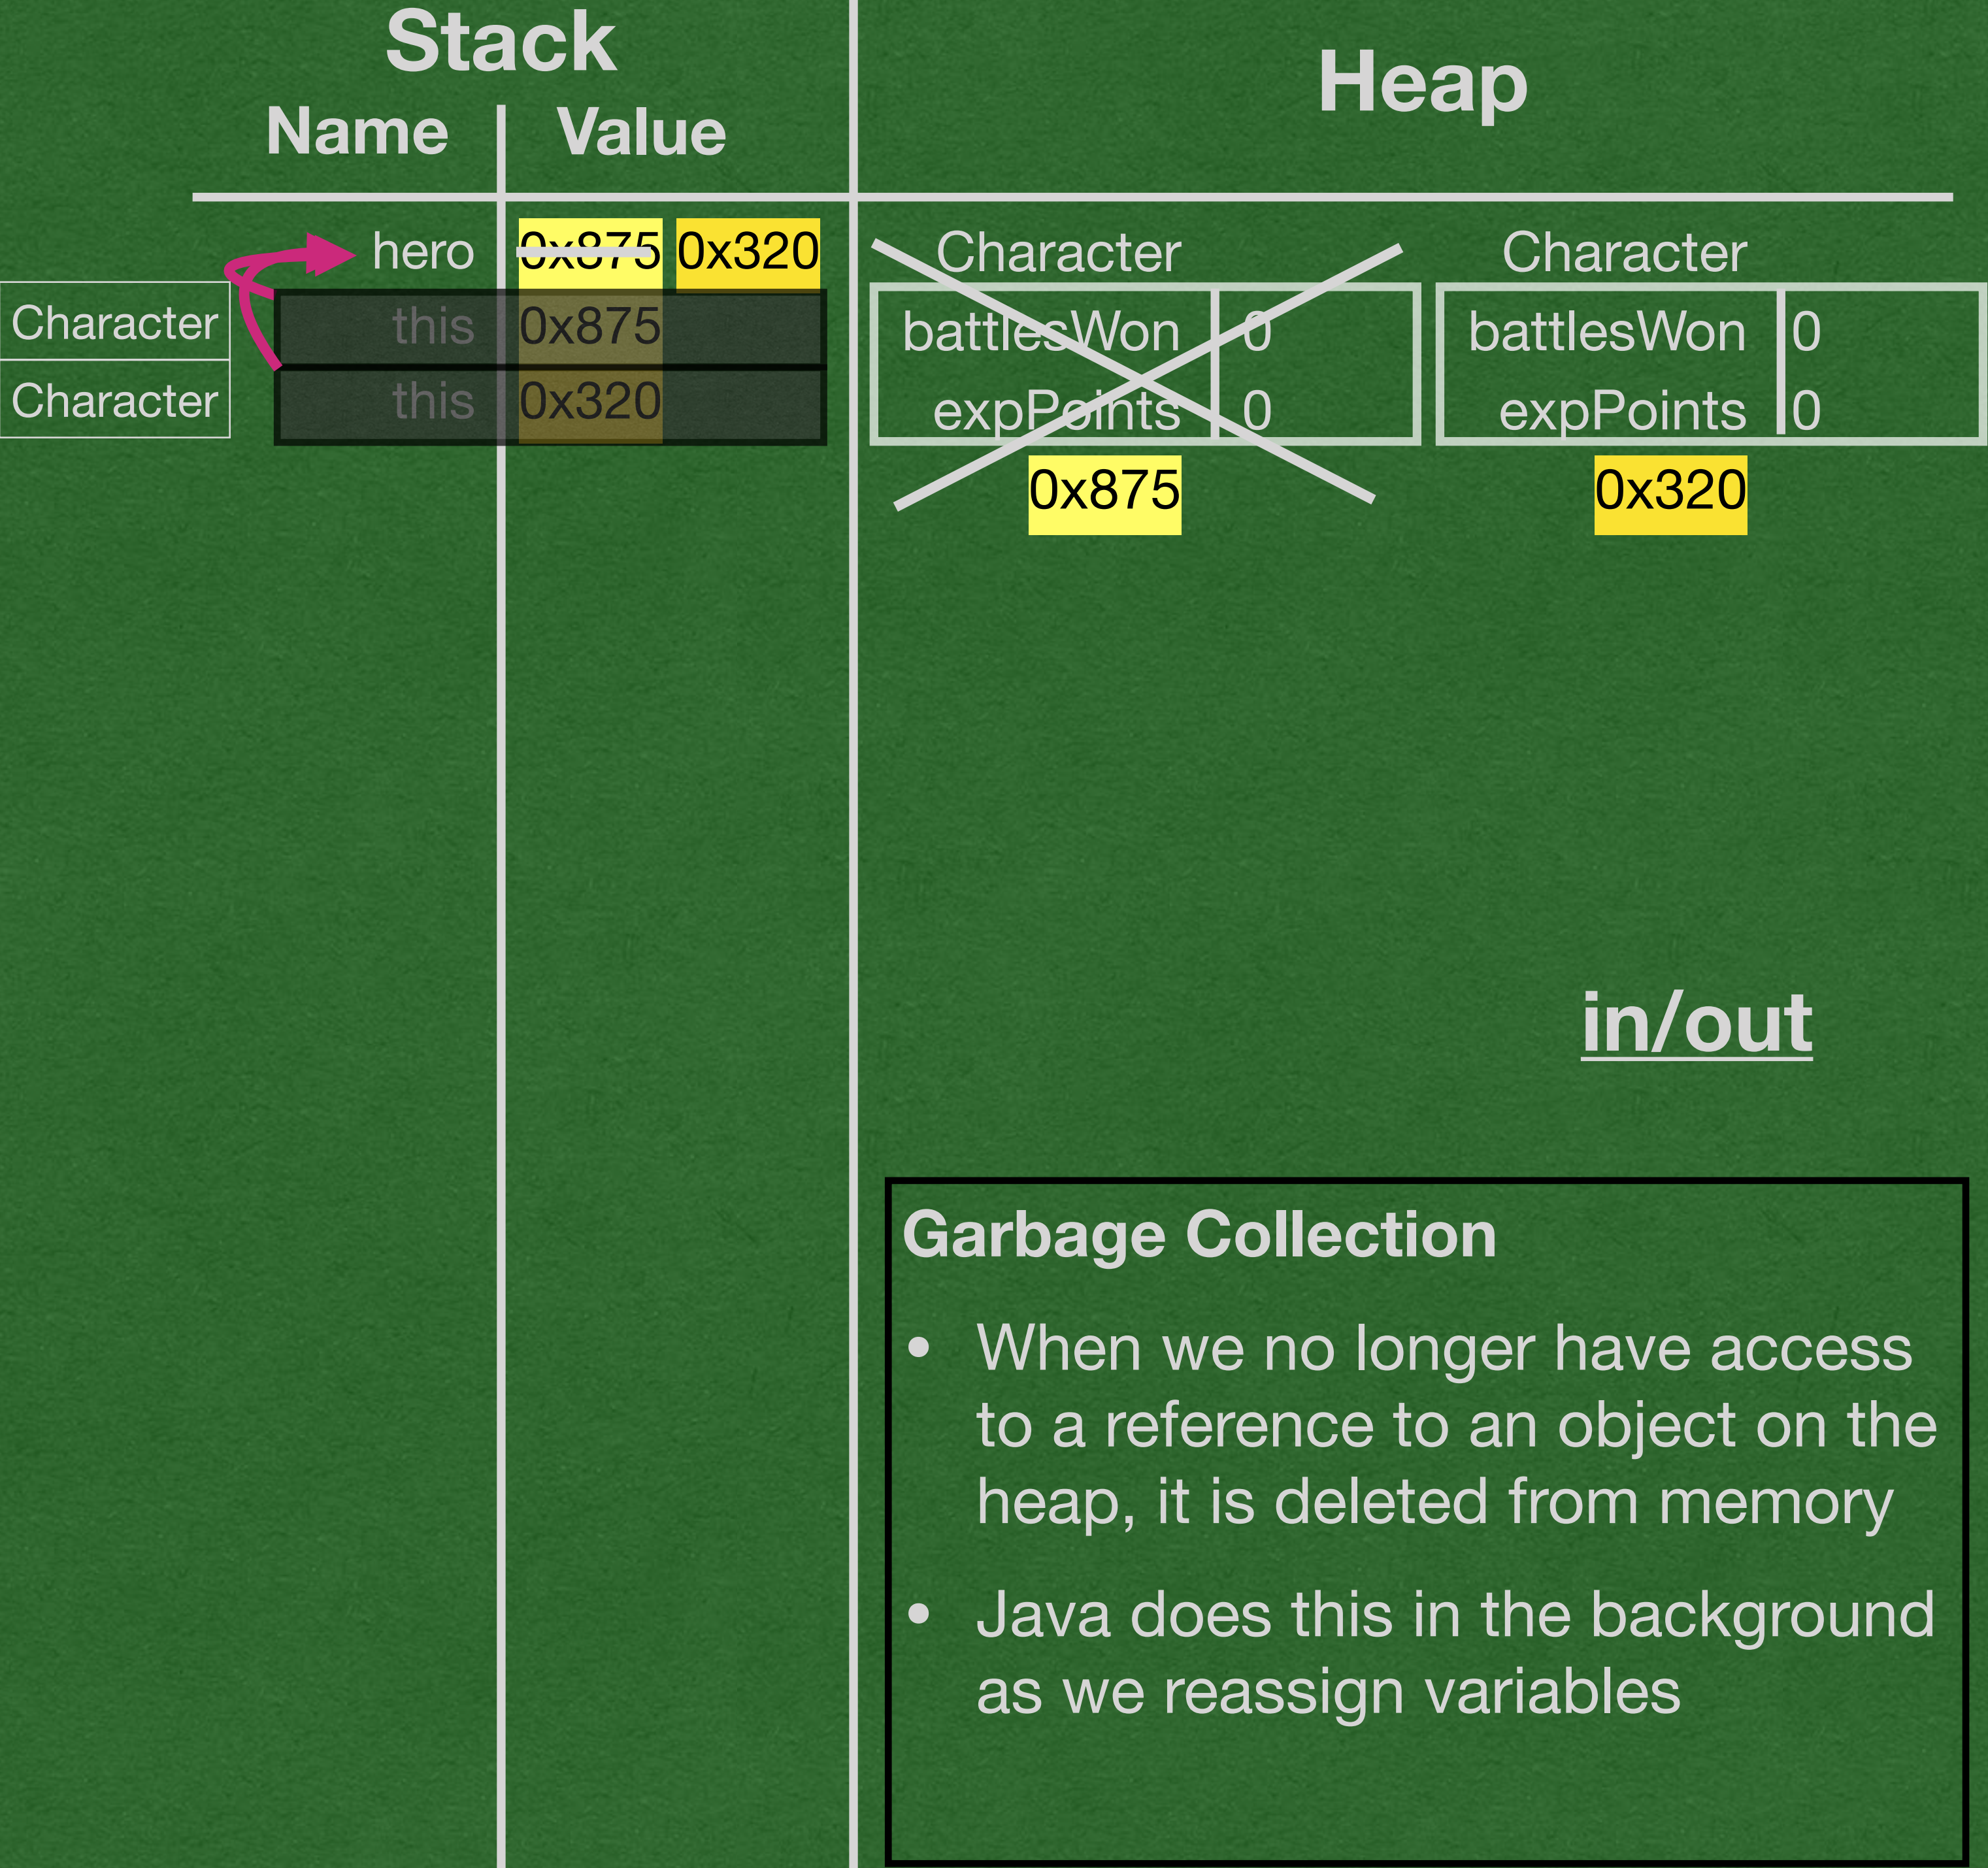 Stack
Heap
Name Value
hero 0x875 0x320
Character this 0x875
Character this 0x320
Character
battlesWon 0
expPoints 0
0x875
Character
battlesWon 0
expPoints 0
0x320
in/out
Garbage Collection
• When we no longer have access
to a reference to an object on the
heap, it is deleted from memory
• Java does this in the background
as we reassign variables